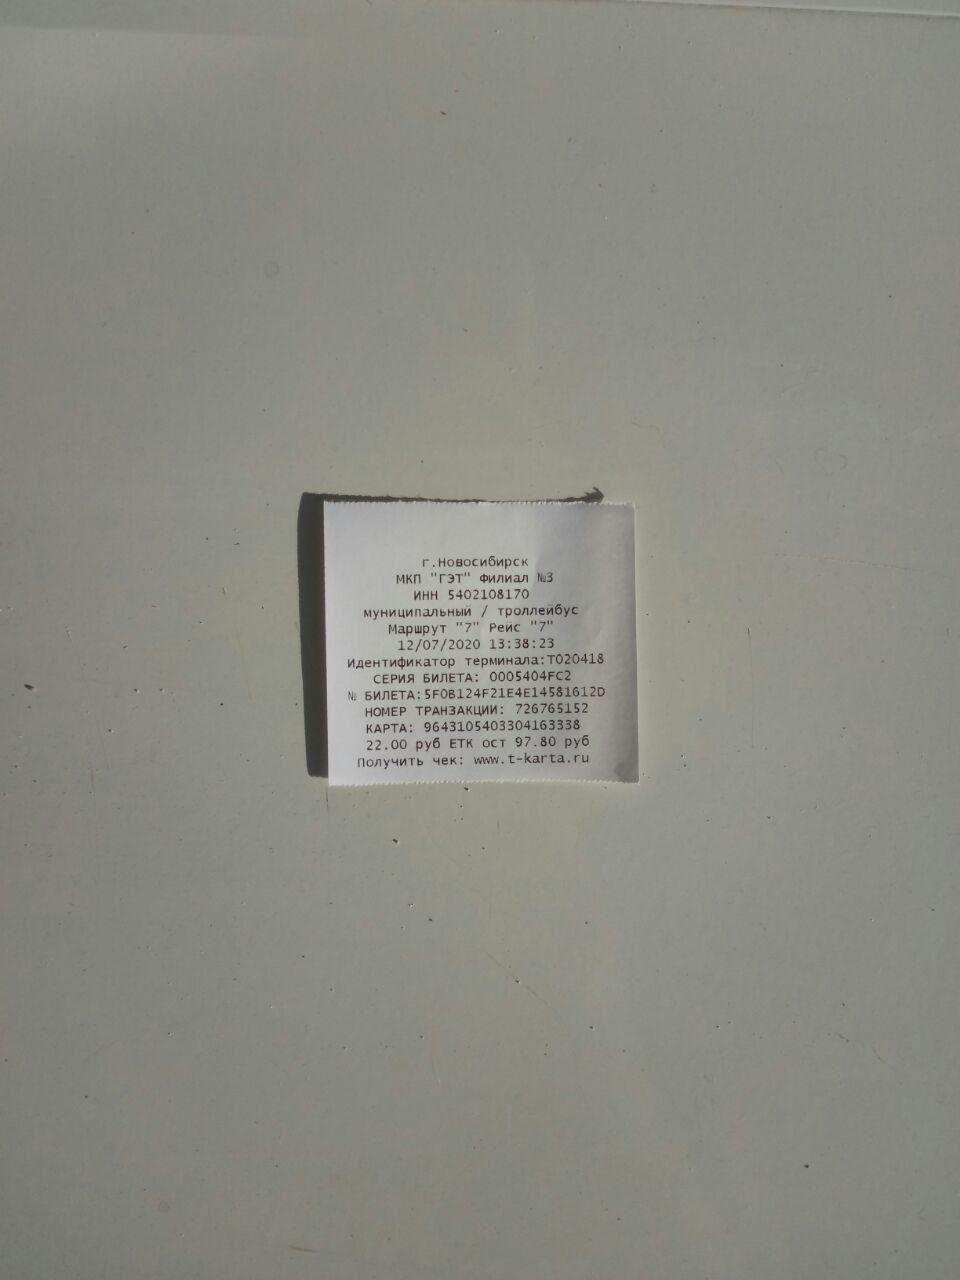 г.Новосибирск
МКП "ГЭТ" Филиал №3
ИНН 5402108170
муниципальный / троллейбус
Маршрут "7" Рейс "7"
12/07/2020 13:38:23
Идентификатор терминала:T020418
СЕРИЯ БИЛЕТА: 0005404FC2
№ БИЛЕТА:5F0B124F21E4E14581612D
НОМЕР ТРАНЗАКЦИИ: 726765152
КАРТА: 9643105403304163338
22.00 руб ЕТК ост 97.80 руб
Получить чек: www.t-karta.ru